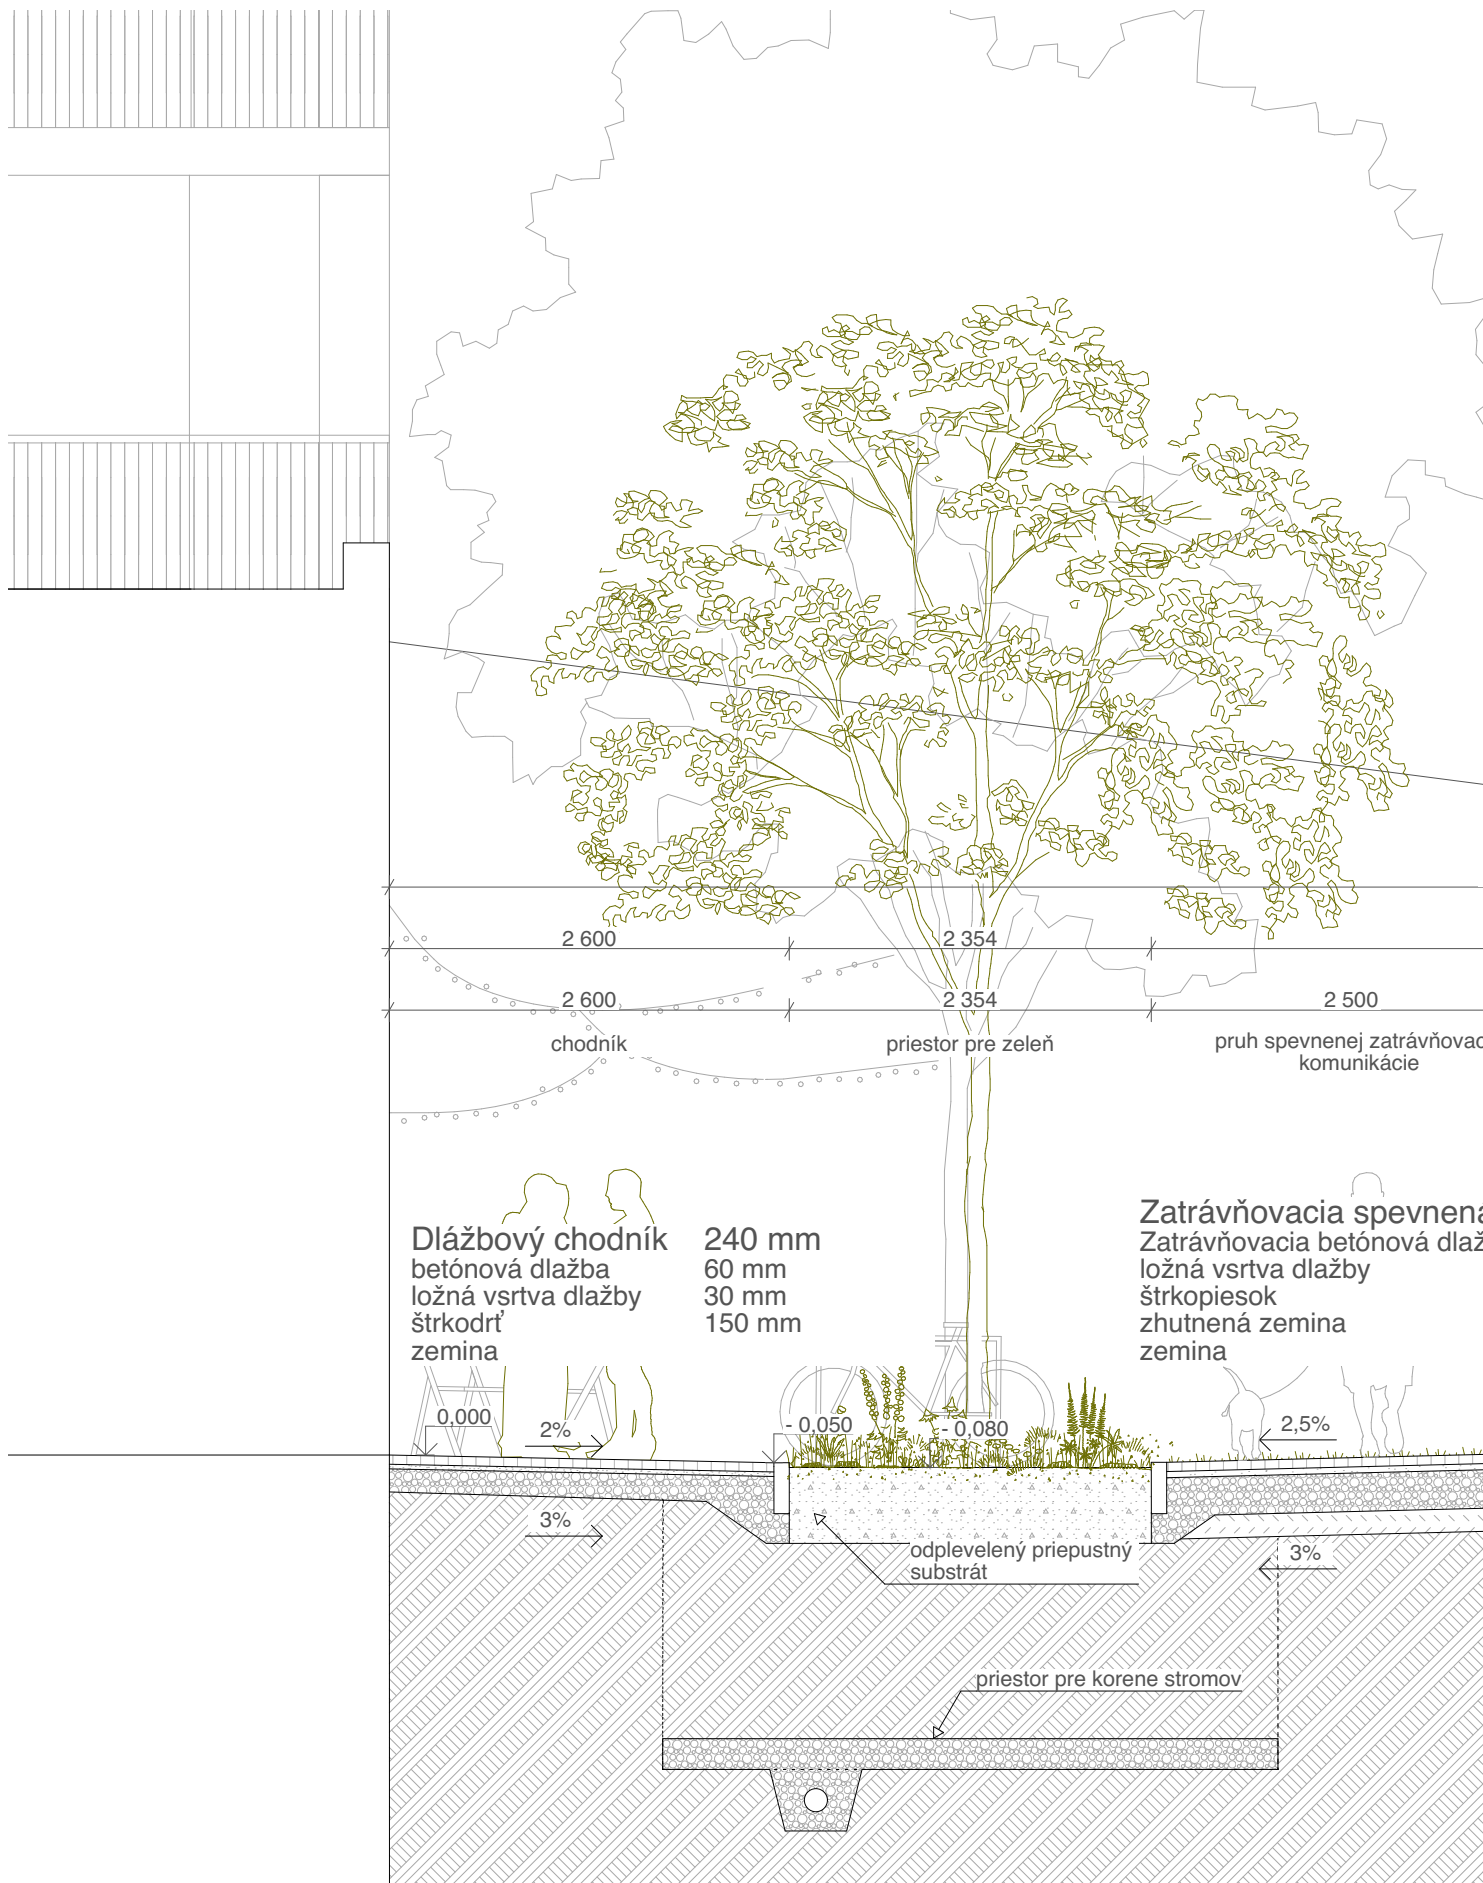 2 600
2 354
2 600
2 354
2 500
chodník
priestor pre zeleň
pruh spevnenej zatrávňovac
komunikácie
Dlážbový chodník 240 mm
betónová dlažba 60 mm
ložná vsrtva dlažby 30 mm
štrkodrť 150 mm
zemina
Zatrávňovacia spevnená
Zatrávňovacia betónová dlaž
ložná vsrtva dlažby
štrkopiesok
zhutnená zemina
zemina
0,000
2%
- 0,050
- 0,080
2,5%
3%
odplevelený priepustný
substrát
3%
priestor pre korene stromov